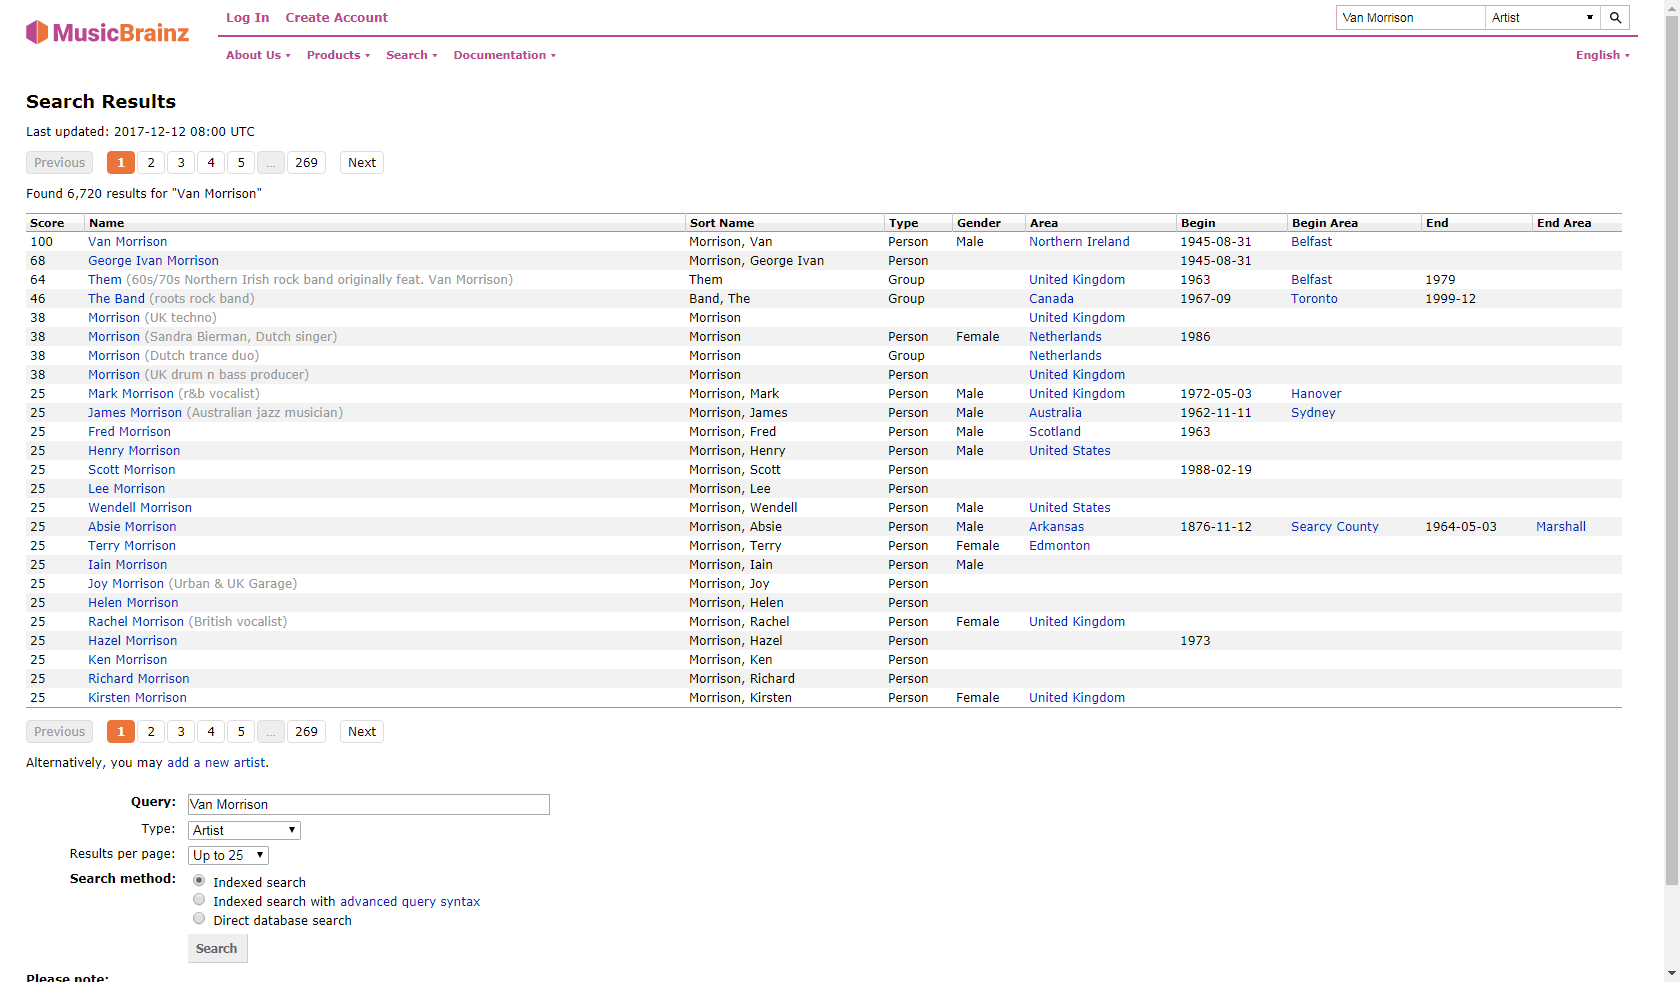 MusicBrainz
Log In Create Account
Van Morrison Artist
About Us Products Search Documentation English
Search Results
Last updated: 2017-12-12 08:00 UTC
Previous 1 2 3 4 5 ... 269 Next
Found 6,720 results for "Van Morrison"
Score Name Sort Name Type Gender Area Begin Begin Area End End Area
100 Van Morrison Morrison, Van Person Male Northern Ireland 1945-08-31 Belfast
68 George Ivan Morrison Morrison, George Ivan Person 1945-08-31
64 Them (60s/70s Northern Irish rock band originally feat. Van Morrison) Them Group United Kingdom 1963 Belfast 1979
46 The Band (roots rock band) Band, The Group Canada 1967-09 Toronto 1999-12
38 Morrison (UK techno) Morrison United Kingdom
38 Morrison (Sandra Bierman, Dutch singer) Morrison Person Female Netherlands 1986
38 Morrison (Dutch trance duo) Morrison Group Netherlands
38 Morrison (UK drum n bass producer) Morrison Person United Kingdom
25 Mark Morrison (r&b vocalist) Morrison, Mark Person Male United Kingdom 1972-05-03 Hanover
25 James Morrison (Australian jazz musician) Morrison, James Person Male Australia 1962-11-11 Sydney
25 Fred Morrison Morrison, Fred Person Male Scotland 1963
25 Henry Morrison Morrison, Henry Person Male United States
25 Scott Morrison Morrison, Scott Person 1988-02-19
25 Lee Morrison Morrison, Lee Person
25 Wendell Morrison Morrison, Wendell Person Male United States
25 Absie Morrison Morrison, Absie Person Male Arkansas 1876-11-12 Searcy County 1964-05-03 Marshall
25 Terry Morrison Morrison, Terry Person Female Edmonton
25 Iain Morrison Morrison, Iain Person Male
25 Joy Morrison (Urban & UK Garage) Morrison, Joy Person
25 Helen Morrison Morrison, Helen Person
25 Rachel Morrison (British vocalist) Morrison, Rachel Person Female United Kingdom
25 Hazel Morrison Morrison, Hazel Person 1973
25 Ken Morrison Morrison, Ken Person
25 Richard Morrison Morrison, Richard Person
25 Kirsten Morrison Morrison, Kirsten Person Female United Kingdom
Previous 1 2 3 4 5 ... 269 Next
Alternatively, you may add a new artist.
Query: Van Morrison
Type: Artist
Results per page: Up to 25
Search method: Indexed search
Indexed search with advanced query syntax
Direct database search
Search
Please note: